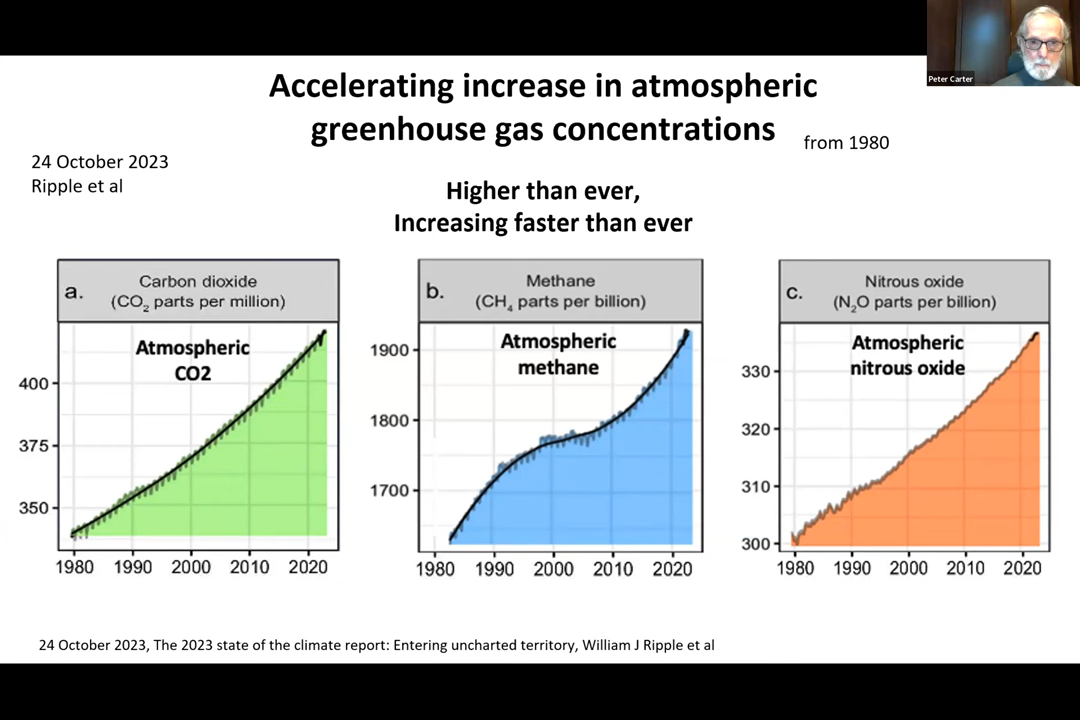 Peter Carter
Accelerating increase in atmospheric
greenhouse gas concentrations
from 1980
24 October 2023
Ripple et al
Higher than ever,
Increasing faster than ever
a.
Carbon dioxide
(CO₂ parts per million)
Atmospheric
CO2
400
375
350
1980 1990 2000 2010 2020
b.
Methane
(CH₄ parts per billion)
Atmospheric
methane
1900
1800
1700
1980 1990 2000 2010 2020
c.
Nitrous oxide
(N₂O parts per billion)
Atmospheric
nitrous oxide
330
320
310
300
1980 1990 2000 2010 2020
24 October 2023, The 2023 state of the climate report: Entering uncharted territory, William J Ripple et al